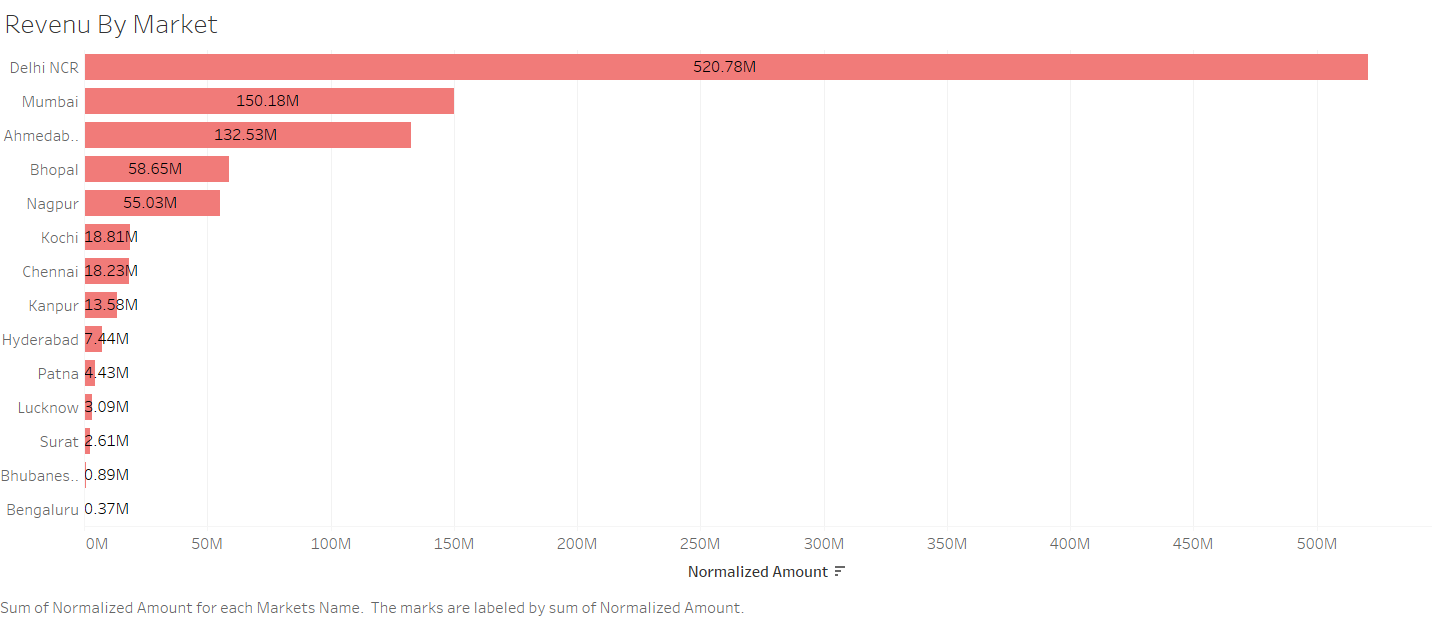 Revenu By Market
Delhi NCR 520.78M
Mumbai 150.18M
Ahmedab.. 132.53M
Bhopal 58.65M
Nagpur 55.03M
Kochi 18.81M
Chennai 18.23M
Kanpur 13.58M
Hyderabad 7.44M
Patna 4.43M
Lucknow 3.09M
Surat 2.61M
Bhubanes.. 0.89M
Bengaluru 0.37M
0M 50M 100M 150M 200M 250M 300M 350M 400M 450M 500M
Normalized Amount
Sum of Normalized Amount for each Markets Name. The marks are labeled by sum of Normalized Amount.